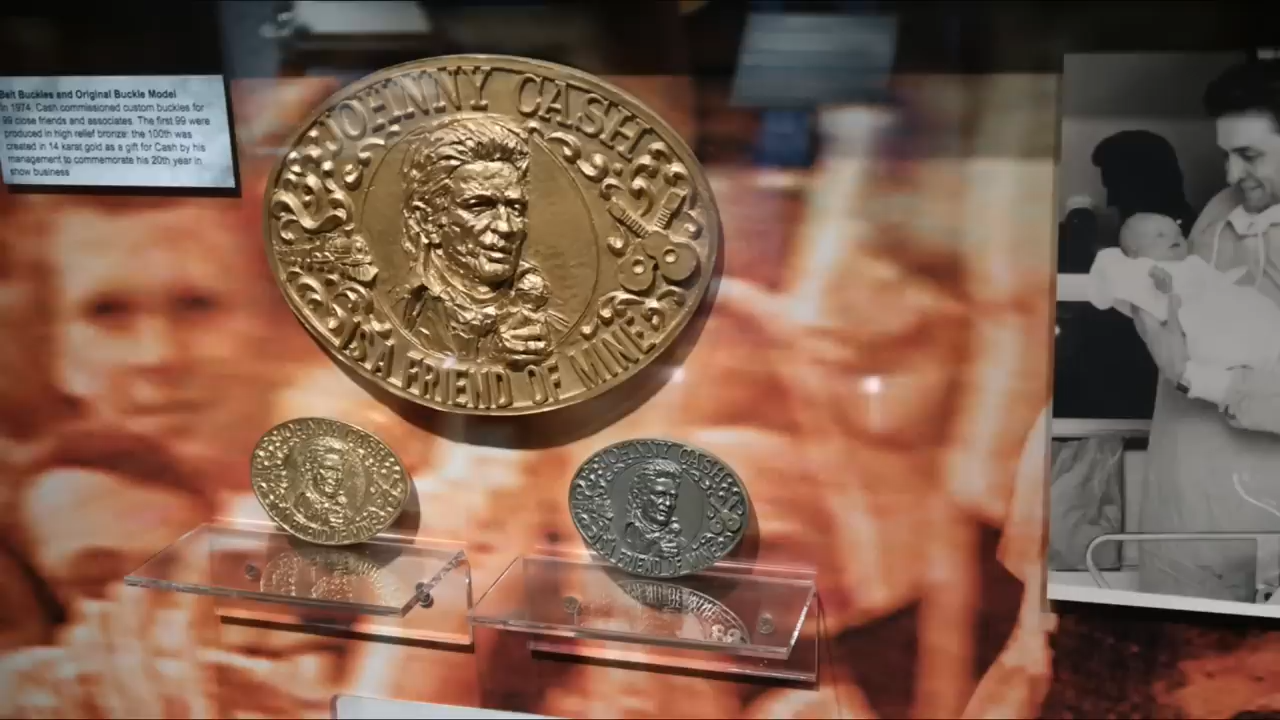 Belt Buckles and Original Buckle Model
In 1974, Cash commissioned custom buckles for
99 close friends and associates. The first 99 were
produced in high relief bronze; the 100th was
created in 14 karat gold as a gift for Cash by his
management to commemorate his 20th year in
show business
JOHNNY CASH
IS A FRIEND OF MINE
JOHNNY CASH
IS A FRIEND OF MINE
JOHNNY CASH
IS A FRIEND OF MINE